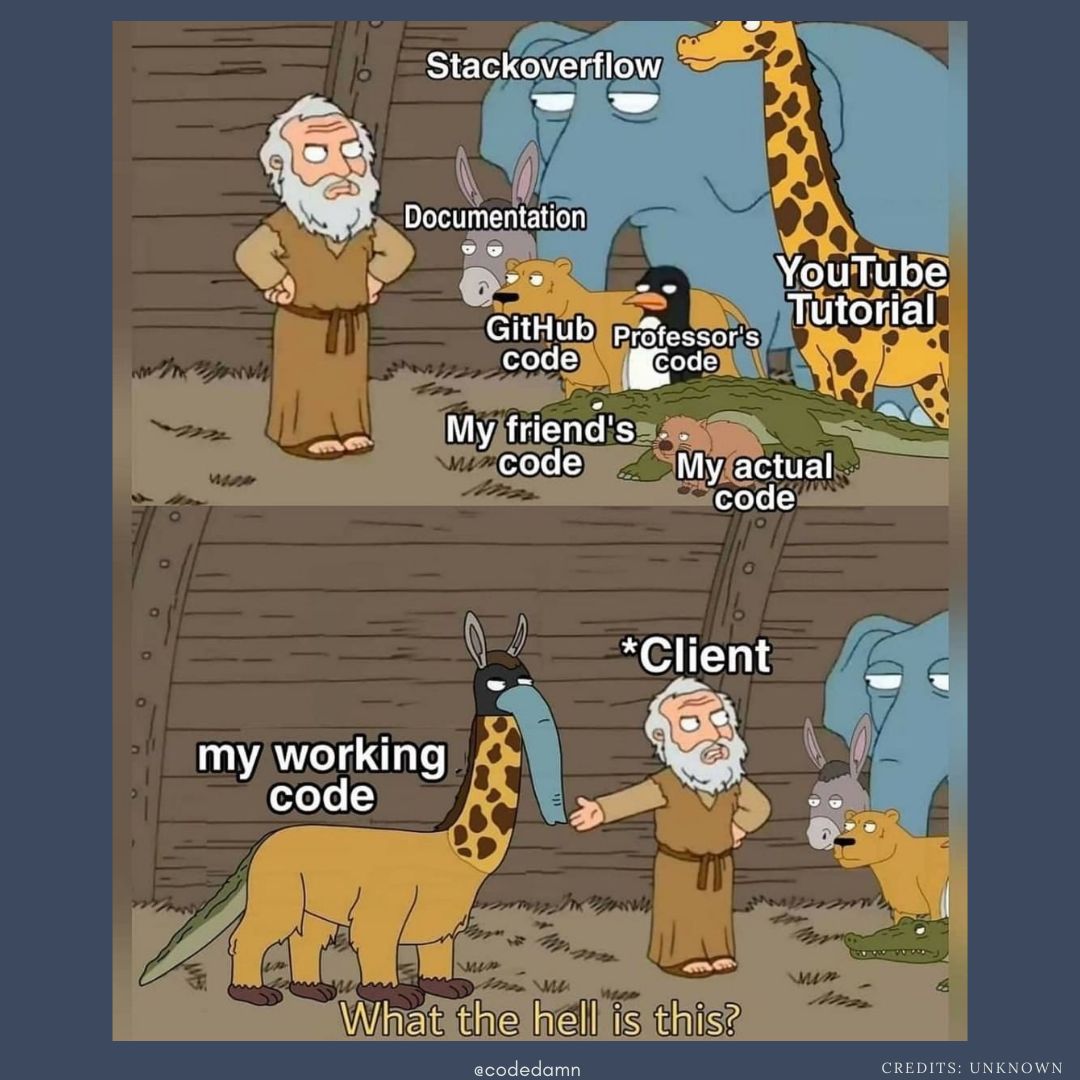 Stackoverflow
Documentation
YouTube
Tutorial
GitHub
code
Professor's
code
My friend's
code
My actual
code
*Client
my working
code
What the hell is this?
@codedamn
CREDITS: UNKNOWN